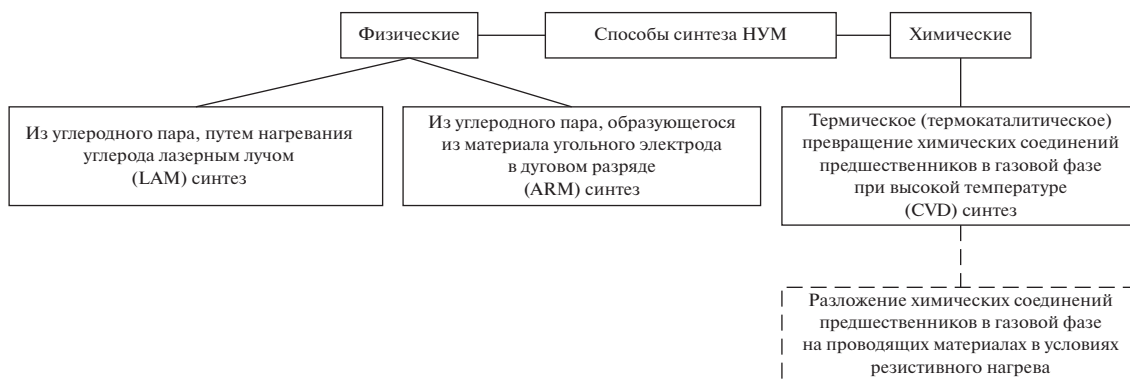 Физические
Способы синтеза НУМ
Химические
Из углеродного пара, путем нагревания
углерода лазерным лучом
(LAM) синтез
Из углеродного пара, образующегося
из материала угольного электрода
в дуговом разряде
(ARM) синтез
Термическое (термокаталитическое)
превращение химических соединений
предшественников в газовой фазе
при высокой температуре
(CVD) синтез
Разложение химических соединений
предшественников в газовой фазе
на проводящих материалах в условиях
резистивного нагрева